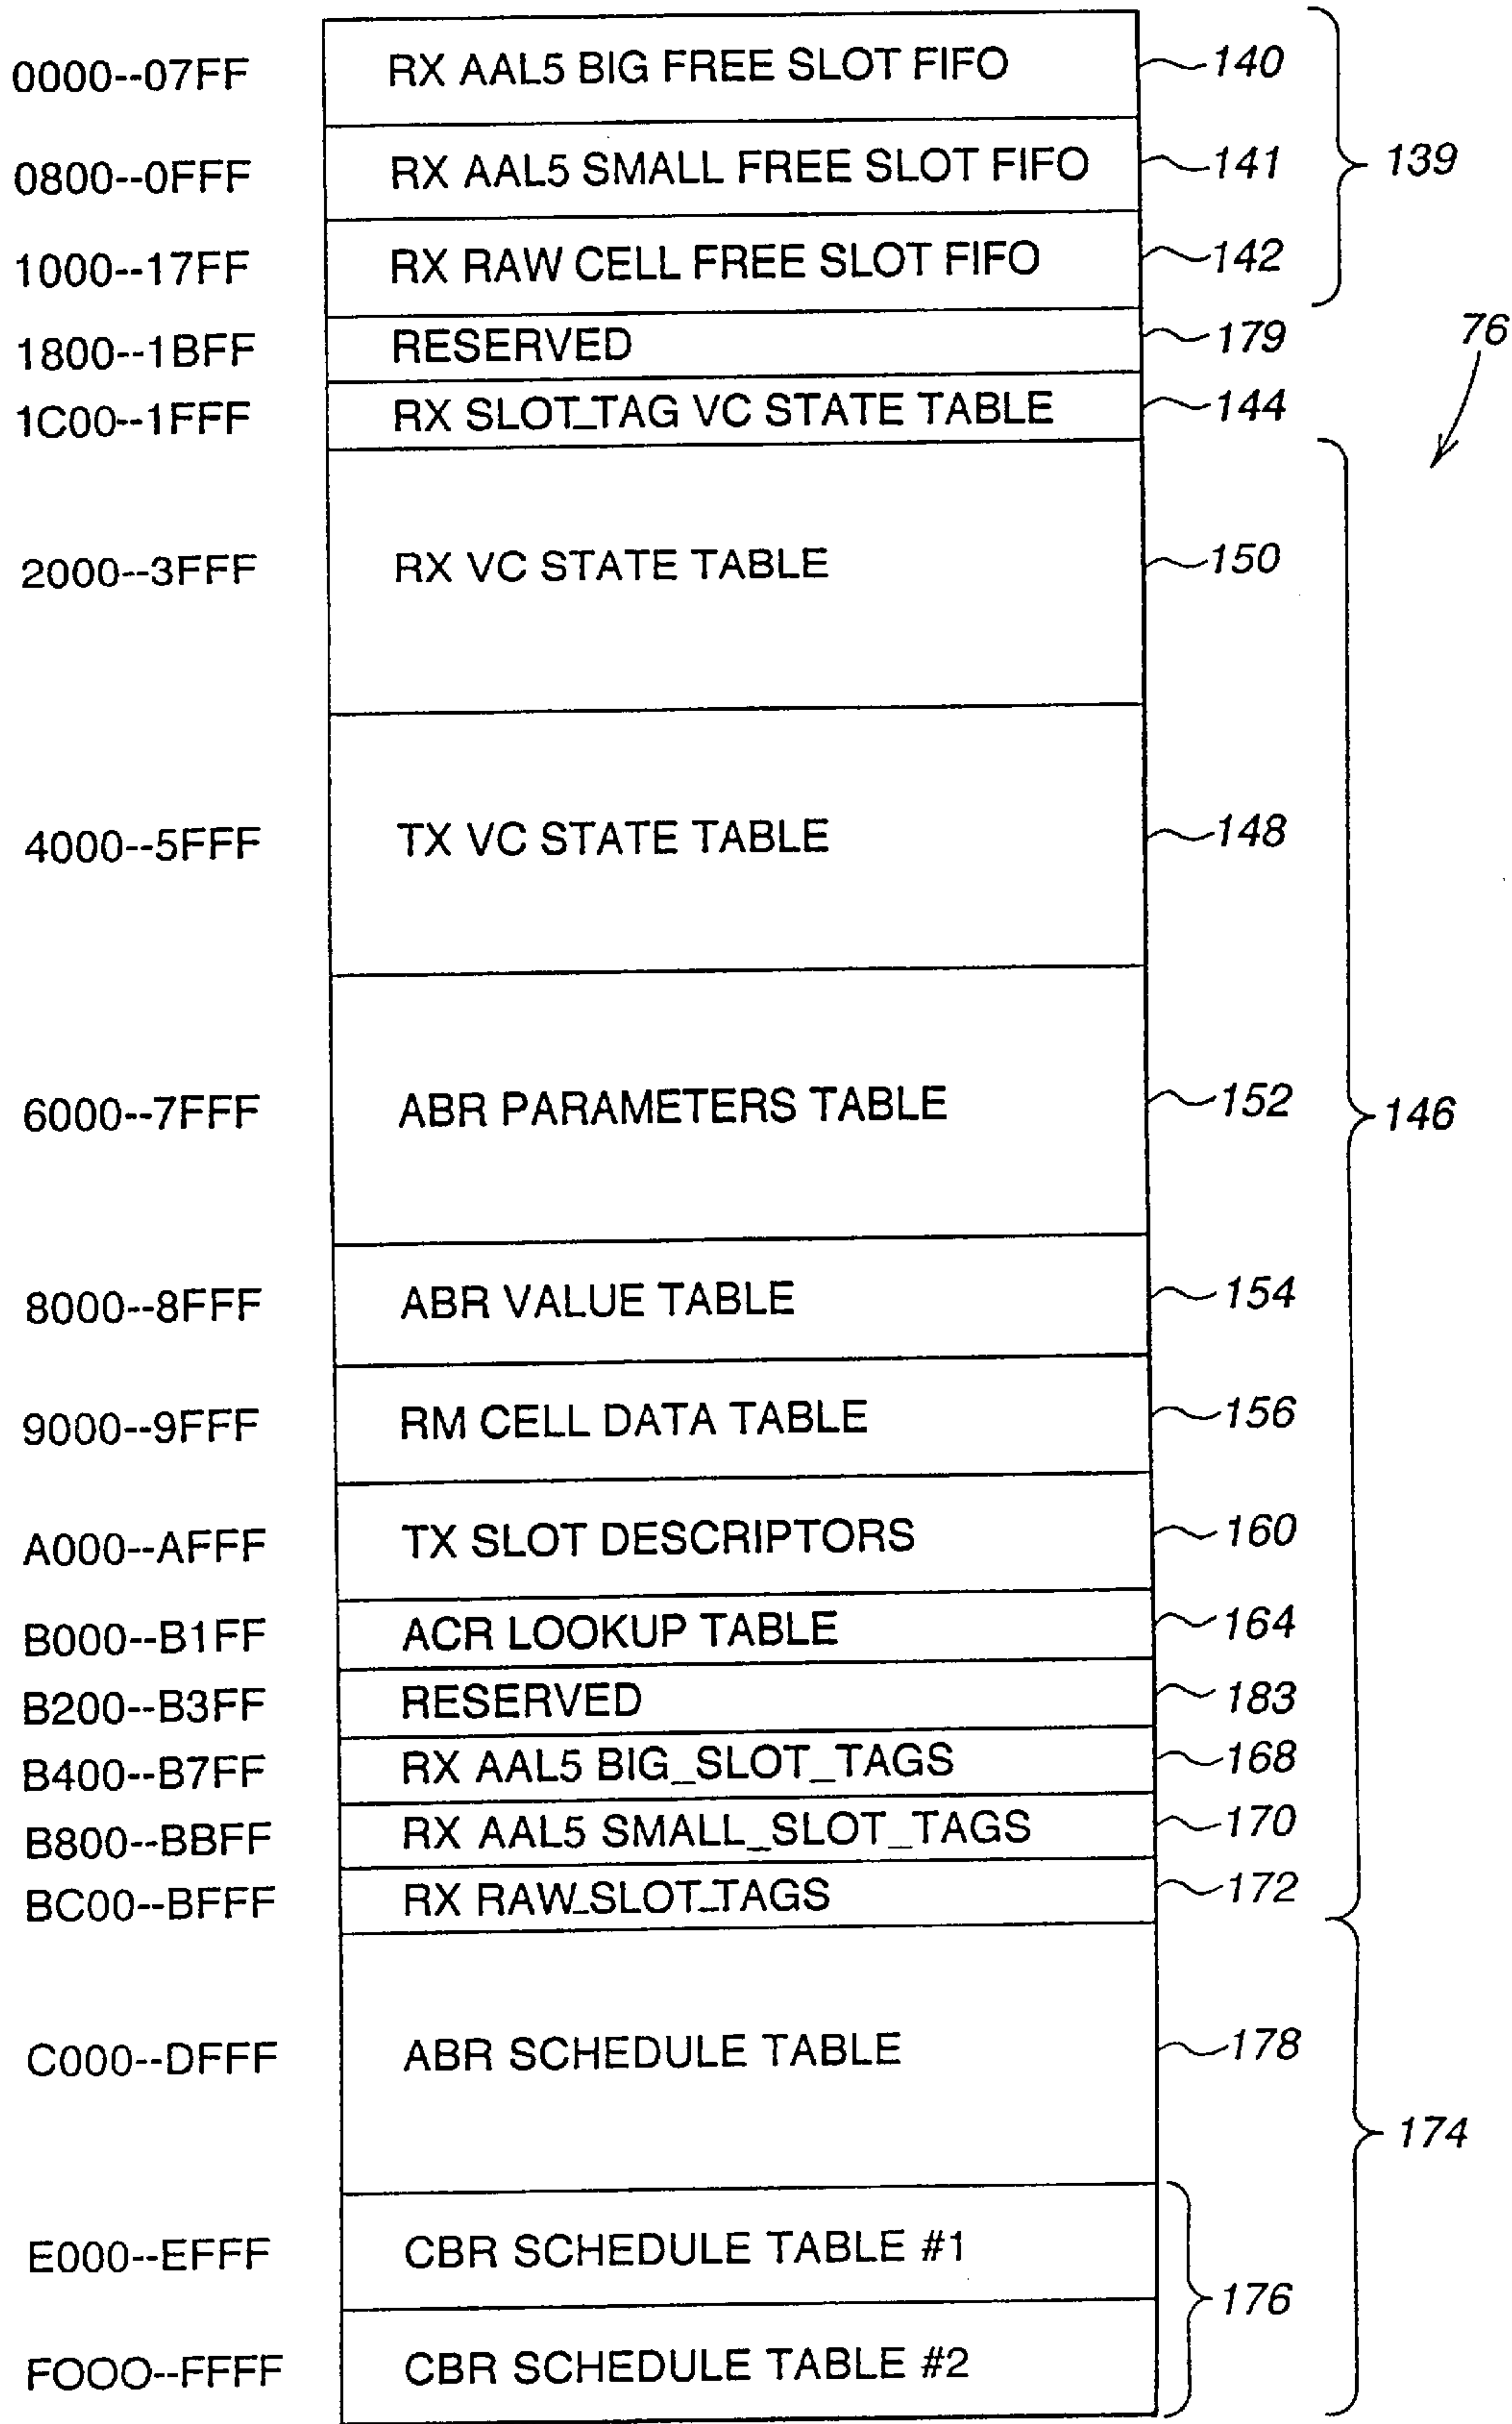 0000--07FF RX AAL5 BIG FREE SLOT FIFO 140
0800--0FFF RX AAL5 SMALL FREE SLOT FIFO 141 139
1000--17FF RX RAW CELL FREE SLOT FIFO 142
1800--1BFF RESERVED 179 76
1C00--1FFF RX SLOT_TAG VC STATE TABLE 144
2000--3FFF RX VC STATE TABLE 150
4000--5FFF TX VC STATE TABLE 148
6000--7FFF ABR PARAMETERS TABLE 152 146
8000--8FFF ABR VALUE TABLE 154
9000--9FFF RM CELL DATA TABLE 156
A000--AFFF TX SLOT DESCRIPTORS 160
B000--B1FF ACR LOOKUP TABLE 164
B200--B3FF RESERVED 183
B400--B7FF RX AAL5 BIG_SLOT_TAGS 168
B800--BBFF RX AAL5 SMALL_SLOT_TAGS 170
BC00--BFFF RX RAW_SLOT_TAGS 172
C000--DFFF ABR SCHEDULE TABLE 178
174
E000--EFFF CBR SCHEDULE TABLE #1
176
FOOO--FFFF CBR SCHEDULE TABLE #2